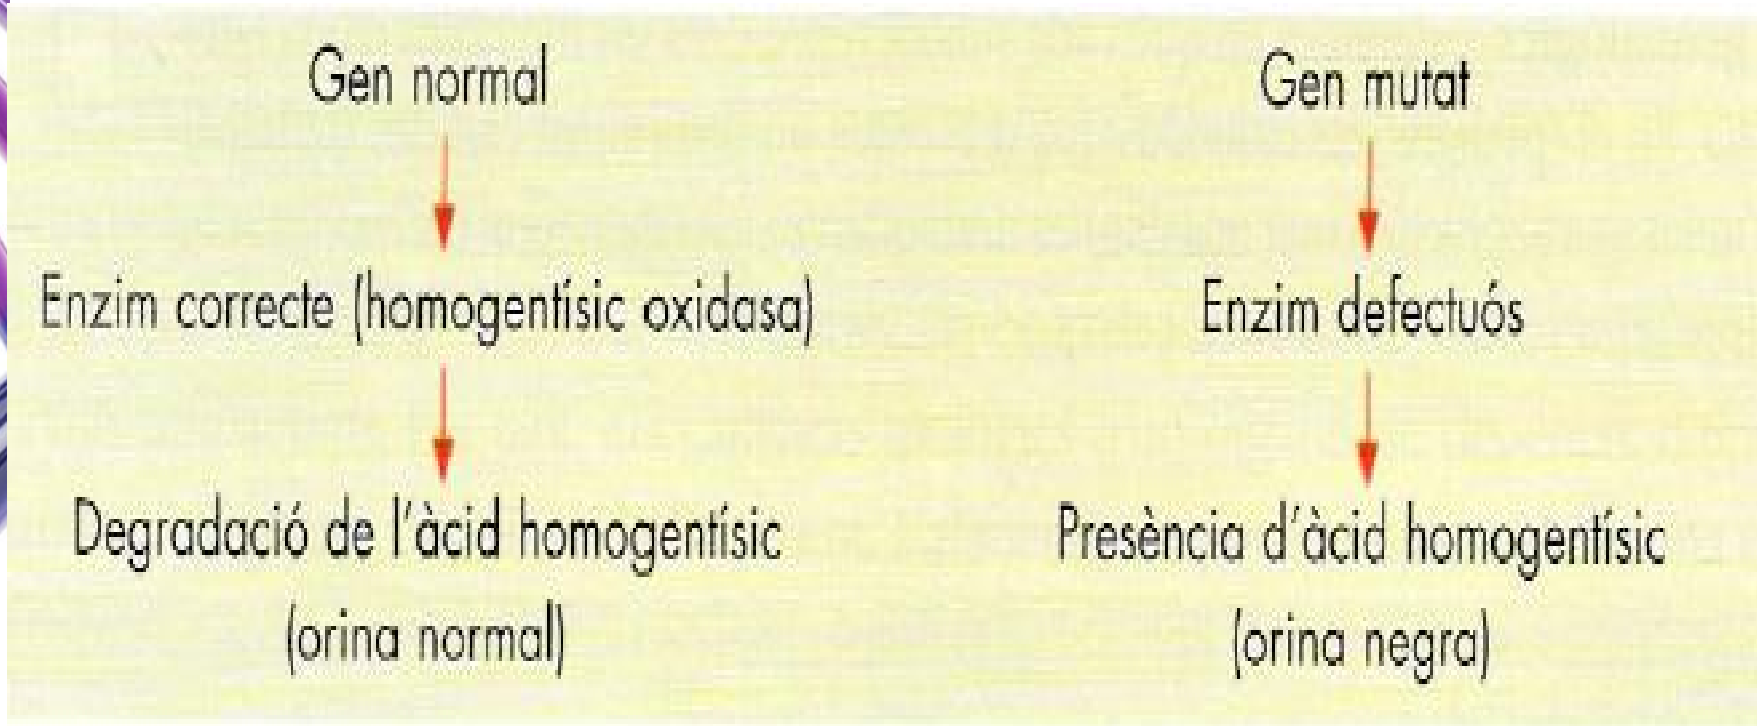 Gen normal
Enzim correcte (homogentísic oxidasa)
Degradació de l'àcid homogentísic
(orina normal)
Gen mutat
Enzim defectuós
Presència d'àcid homogentísic
(orina negra)